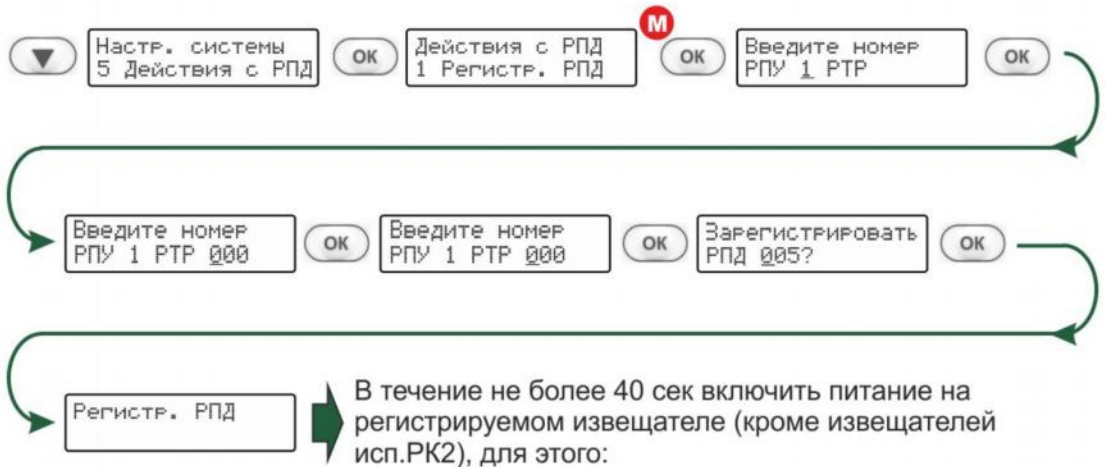 М
Настр. системы
5 Действия с РПД
ОК
Действия с РПД
1 Регистр. РПД
ОК
Введите номер
РПУ 1 РТР
ОК
Введите номер
РПУ 1 РТР 000
ОК
Введите номер
РПУ 1 РТР 000
ОК
Зарегистрировать
РПД 005?
ОК
Регистр. РПД
В течение не более 40 сек включить питание на
регистрируемом извещателе (кроме извещателей
исп.РК2), для этого: